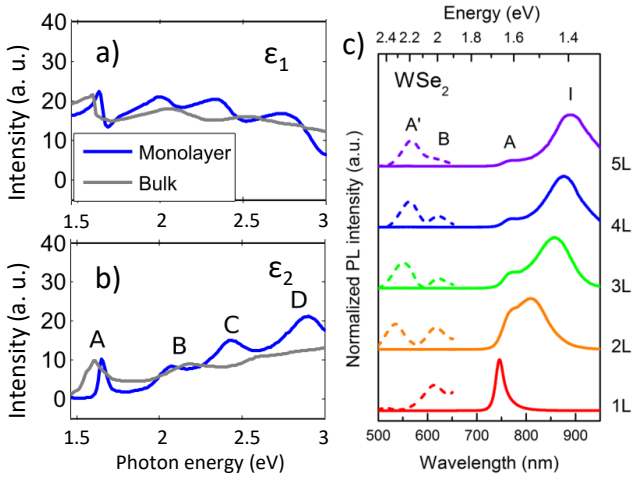 a)
ε1
Intensity (a. u.)
40
30
20
10
0
Monolayer
Bulk
1.5
2
2.5
3
b)
ε2
Intensity (a. u.)
40
30
20
10
0
A
B
C
D
1.5
2
2.5
3
Photon energy (eV)
c)
Energy (eV)
2.4 2.2 2 1.8 1.6 1.4
WSe2
Normalized PL intensity (a.u.)
A' B A I
5L
4L
3L
2L
1L
500 600 700 800 900
Wavelength (nm)